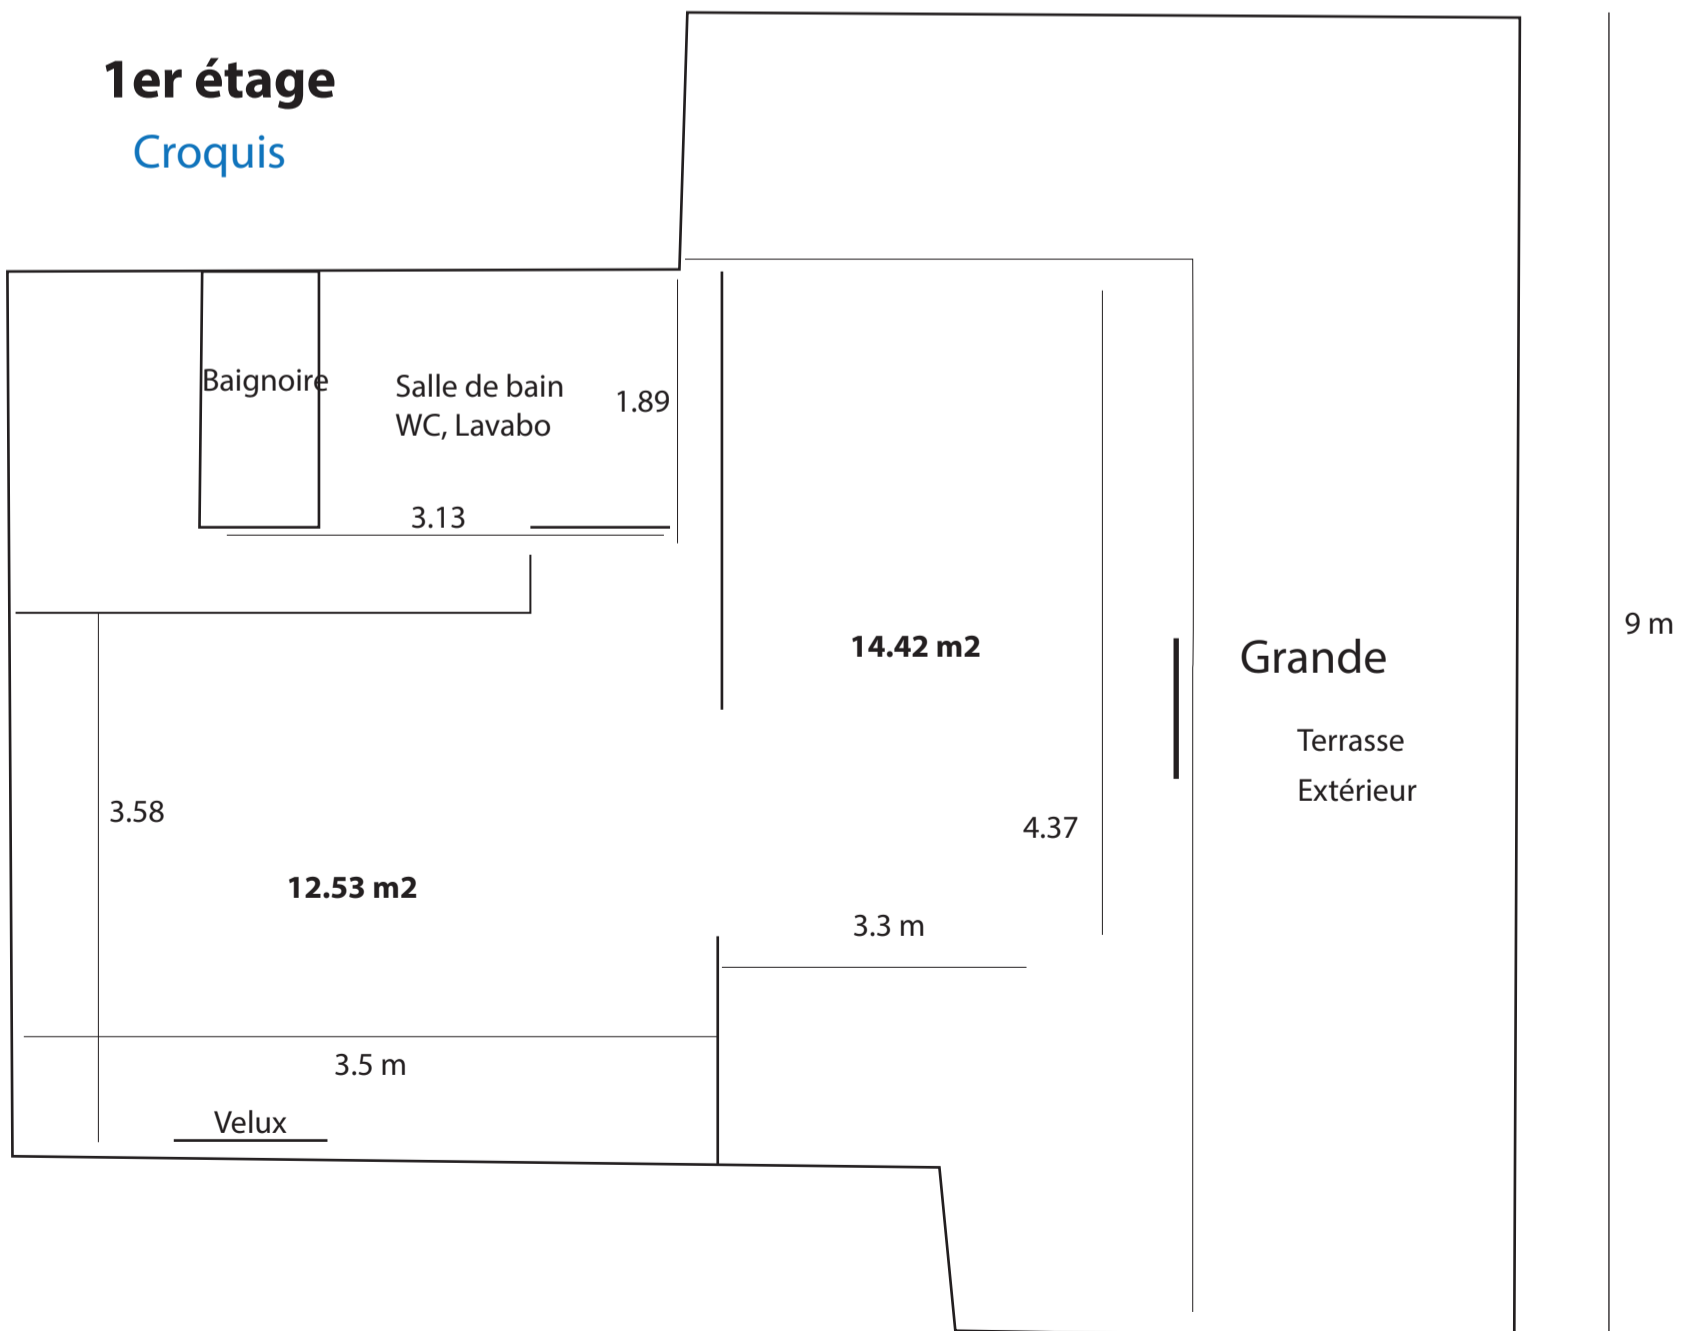 1er étage
Croquis
Baignoire
Salle de bain
WC, Lavabo
1.89
3.13
14.42 m2
Grande
Terrasse
Extérieur
9 m
3.58
4.37
12.53 m2
3.3 m
3.5 m
Velux